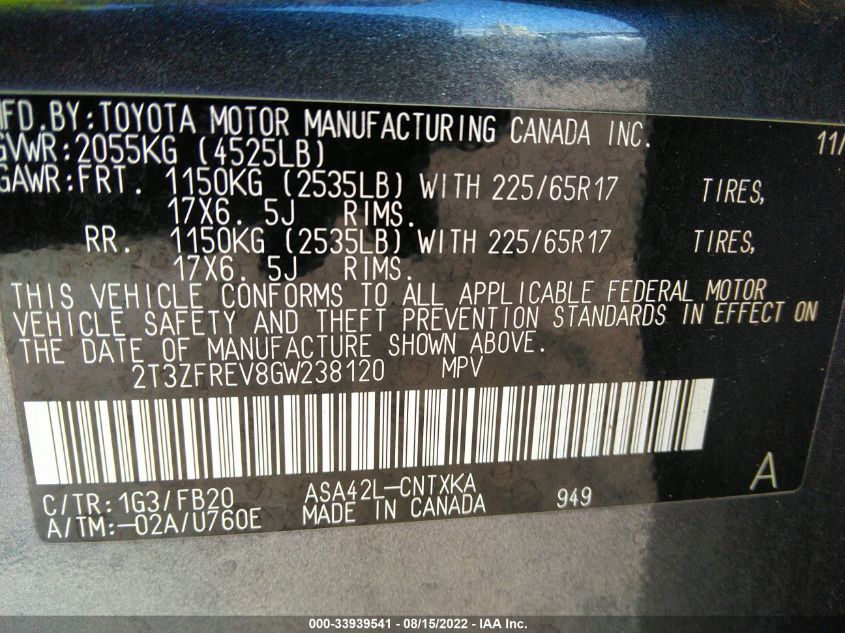 MFD. BY: TOYOTA MOTOR MANUFACTURING CANADA INC. 11/
GVWR: 2055KG (4525LB)
GAWR: FRT. 1150KG (2535LB) WITH 225/65R17 TIRES,
17X6. 5J RIMS.
RR. 1150KG (2535LB) WITH 225/65R17 TIRES,
17X6. 5J RIMS.
THIS VEHICLE CONFORMS TO ALL APPLICABLE FEDERAL MOTOR
VEHICLE SAFETY AND THEFT PREVENTION STANDARDS IN EFFECT ON
THE DATE OF MANUFACTURE SHOWN ABOVE.
2T3ZFREV8GW238120 MPV
A
C/TR: 1G3/FB20 ASA42L-CNTXKA
A/TM: -02A/U760E MADE IN CANADA 949
000-33939541 - 08/15/2022 - IAA Inc.